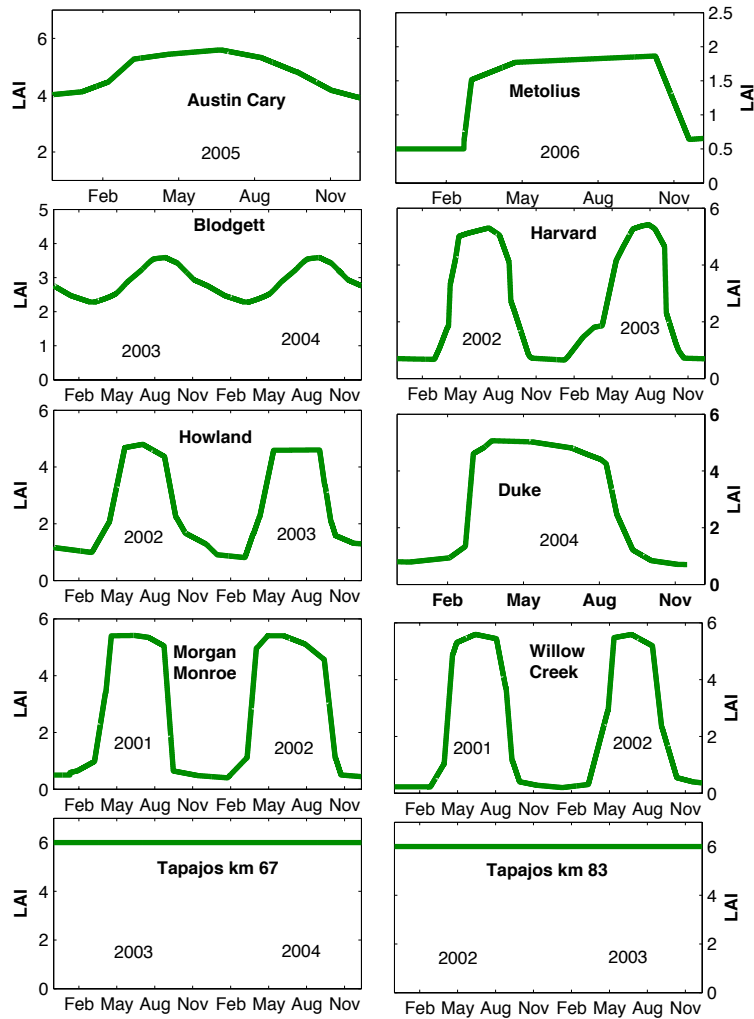 6
4
2
LAI
Austin Cary
2005
Feb May Aug Nov
2.5
2
1.5
1
0.5
0
LAI
Metolius
2006
Feb May Aug Nov
5
4
3
2
1
0
LAI
Blodgett
2003
2004
Feb May Aug Nov Feb May Aug Nov
6
4
2
0
LAI
Harvard
2002
2003
Feb May Aug Nov Feb May Aug Nov
6
4
2
0
LAI
Howland
2002
2003
Feb May Aug Nov Feb May Aug Nov
6
4
2
0
LAI
Duke
2004
Feb May Aug Nov
6
4
2
0
LAI
Morgan
Monroe
2001
2002
Feb May Aug Nov Feb May Aug Nov
6
4
2
0
LAI
Willow
Creek
2001
2002
Feb May Aug Nov Feb May Aug Nov
6
4
2
0
LAI
Tapajos km 67
2003
2004
Feb May Aug Nov Feb May Aug Nov
6
4
2
0
LAI
Tapajos km 83
2002
2003
Feb May Aug Nov Feb May Aug Nov